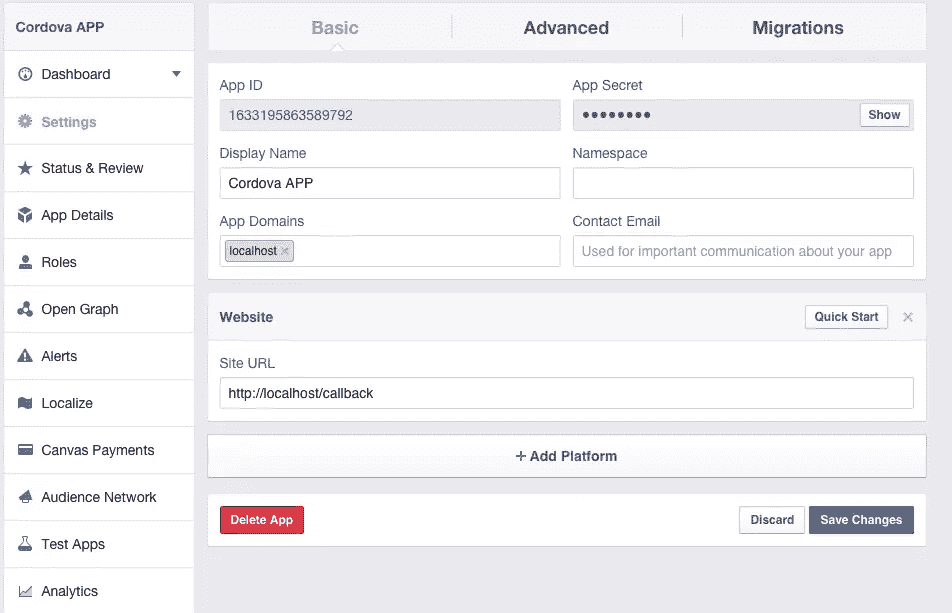 Cordova APP
Dashboard
Settings
Status & Review
App Details
Roles
Open Graph
Alerts
Localize
Canvas Payments
Audience Network
Test Apps
Analytics
Basic Advanced Migrations
App ID App Secret
1633195863589792 •••••••• Show
Display Name Namespace
Cordova APP
App Domains Contact Email
localhost × Used for important communication about your app
Website Quick Start ×
Site URL
http://localhost/callback
+ Add Platform
Delete App Discard Save Changes